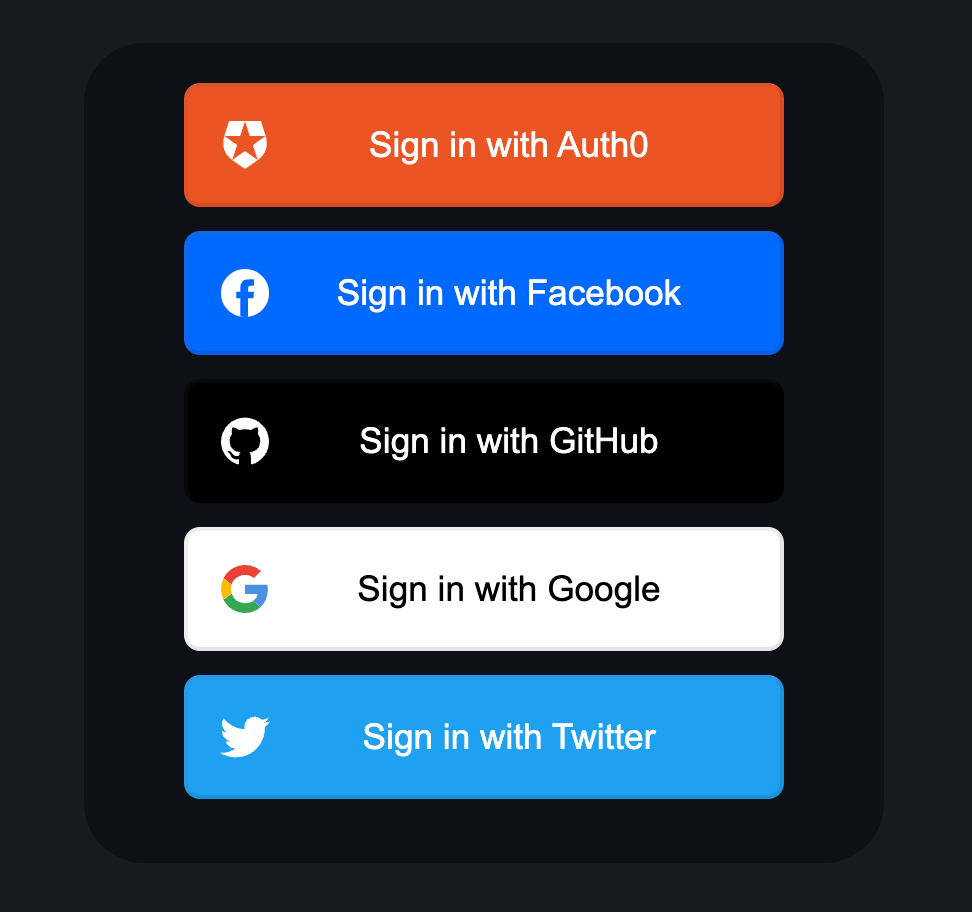 Sign in with Auth0
Sign in with Facebook
Sign in with GitHub
Sign in with Google
Sign in with Twitter